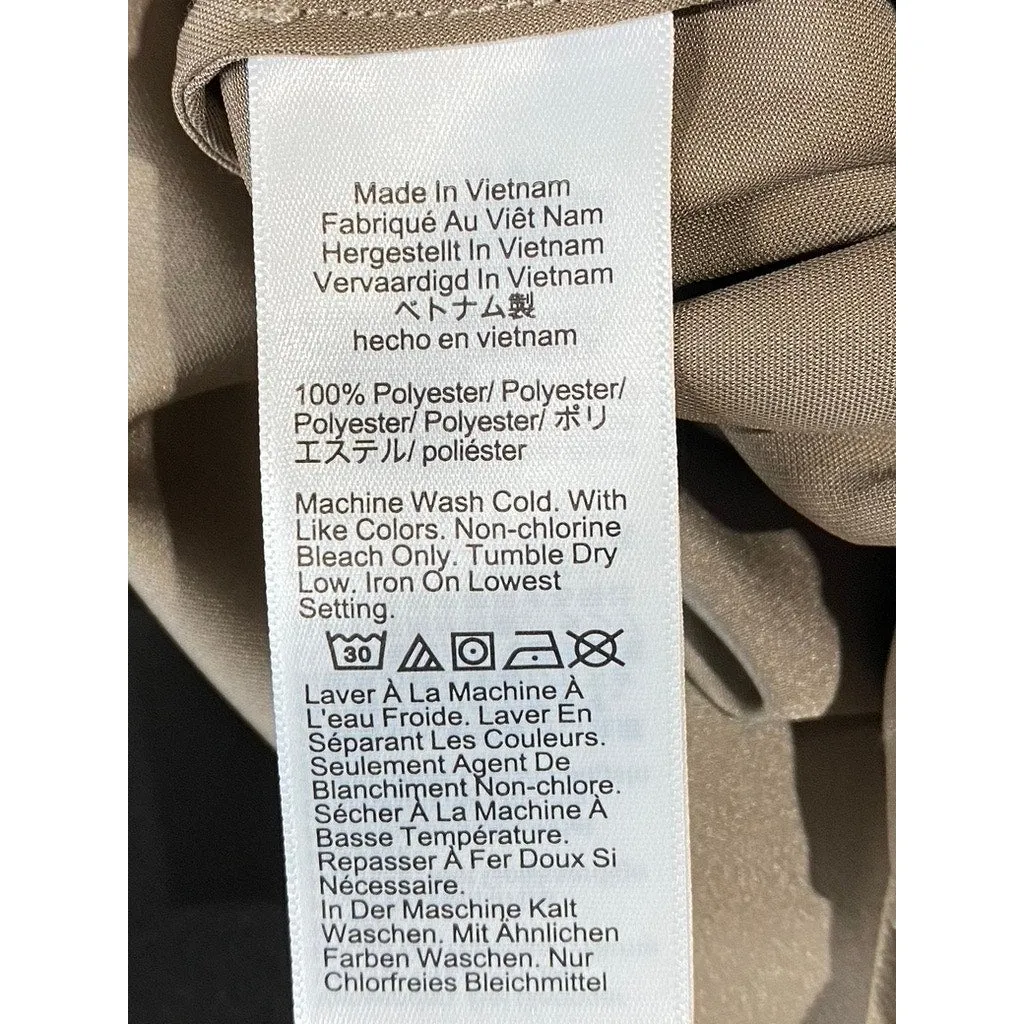 Made In Vietnam
Fabriqué Au Viêt Nam
Hergestellt In Vietnam
Vervaardigd In Vietnam
ベトナム製
hecho en vietnam
100% Polyester/ Polyester/
Polyester/ Polyester/ ポリ
エステル/ poliéster
Machine Wash Cold. With
Like Colors. Non-chlorine
Bleach Only. Tumble Dry
Low. Iron On Lowest
Setting.
30
Laver À La Machine À
L'eau Froide. Laver En
Séparant Les Couleurs.
Seulement Agent De
Blanchiment Non-chlore.
Sécher À La Machine À
Basse Température.
Repasser À Fer Doux Si
Nécessaire.
In Der Maschine Kalt
Waschen. Mit Ähnlichen
Farben Waschen. Nur
Chlorfreies Bleichmittel